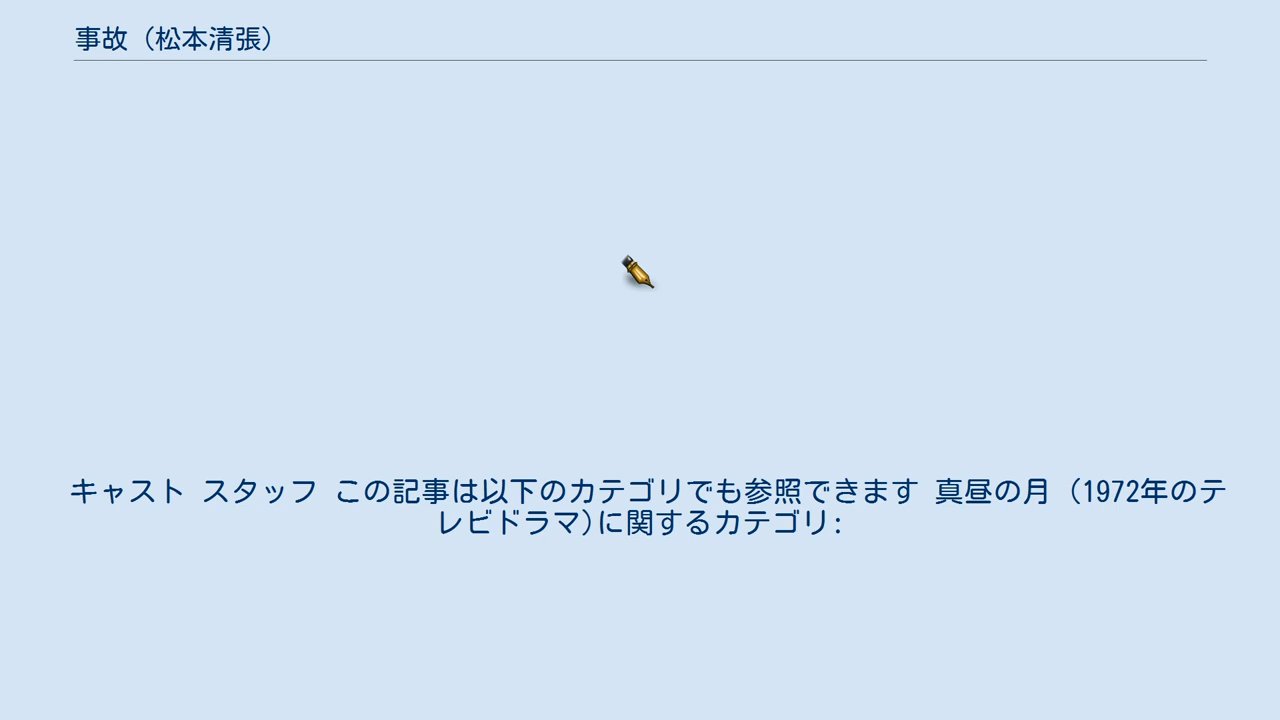 事故（松本清張）
キャスト スタッフ この記事は以下のカテゴリでも参照できます 真昼の月 (1972年のテ
レビドラマ)に関するカテゴリ: